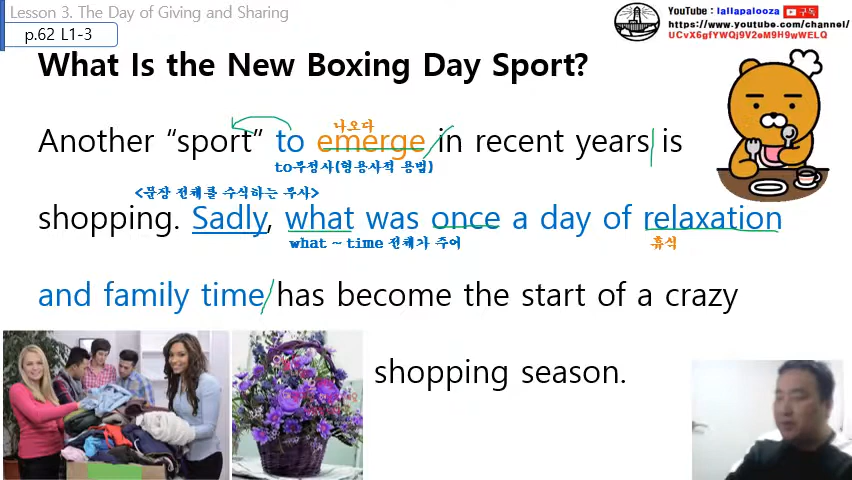 Lesson 3. The Day of Giving and Sharing
p.62 L1-3
YouTube : lallapalooza 구독
https://www.youtube.com/channel/
UCvX6gfYWQj9V2eM9H9wWELQ
What Is the New Boxing Day Sport?
나오다
Another “sport” to emerge in recent years is
to부정사(형용사적 용법)
<문장 전체를 수식하는 부사>
shopping. Sadly, what was once a day of relaxation
what ~ time 전체가 주어
휴식
and family time has become the start of a crazy
shopping season.